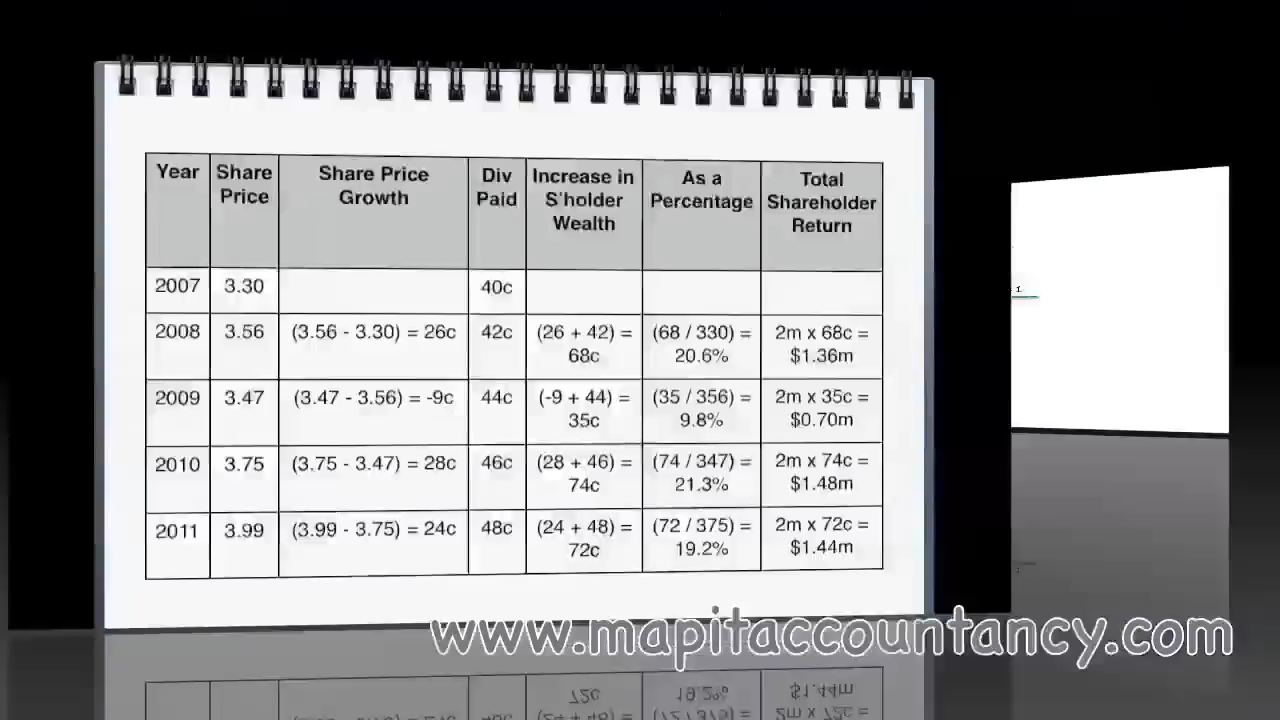 Year Share Share Price Div Increase in As a Total
Price Growth Paid S'holder Percentage Shareholder
Wealth Return
2007 3.30 40c
2008 3.56 (3.56 - 3.30) = 26c 42c (26 + 42) = (68 / 330) = 2m x 68c =
68c 20.6% $1.36m
2009 3.47 (3.47 - 3.56) = -9c 44c (-9 + 44) = (35 / 356) = 2m x 35c =
35c 9.8% $0.70m
2010 3.75 (3.75 - 3.47) = 28c 46c (28 + 46) = (74 / 347) = 2m x 74c =
74c 21.3% $1.48m
2011 3.99 (3.99 - 3.75) = 24c 48c (24 + 48) = (72 / 375) = 2m x 72c =
72c 19.2% $1.44m
www.mapitaccountancy.com